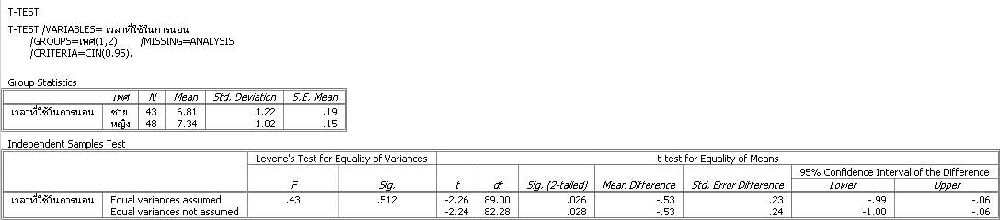 T-TEST
T-TEST /VARIABLES= เวลาที่ใช้ในการนอน
/GROUPS=เพศ(1,2) /MISSING=ANALYSIS
/CRITERIA=CIN(0.95).
Group Statistics
เพศ N Mean Std. Deviation S.E. Mean
เวลาที่ใช้ในการนอน ชาย 43 6.81 1.22 .19
หญิง 48 7.34 1.02 .15
Independent Samples Test
Levene's Test for Equality of Variances t-test for Equality of Means
95% Confidence Interval of the Difference
F Sig. t df Sig. (2-tailed) Mean Difference Std. Error Difference Lower Upper
เวลาที่ใช้ในการนอน Equal variances assumed .43 .512 -2.26 89.00 .026 -.53 .23 -.99 -.06
Equal variances not assumed -2.24 82.28 .028 -.53 .24 -1.00 -.06